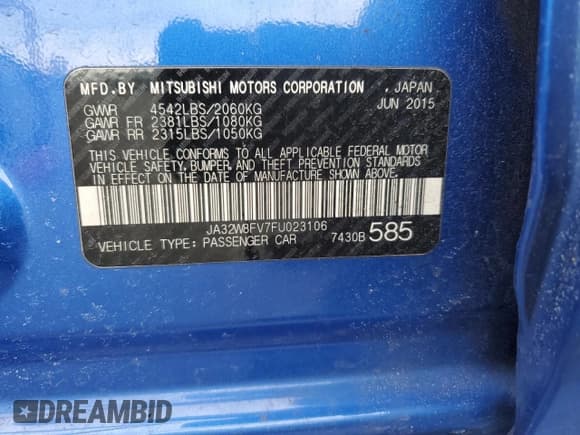 MFD. BY MITSUBISHI MOTORS CORPORATION , JAPAN
JUN 2015
GVWR 4542LBS/2060KG
GAWR FR 2381LBS/1080KG
GAWR RR 2315LBS/1050KG
THIS VEHICLE CONFORMS TO ALL APPLICABLE FEDERAL MOTOR
VEHICLE SAFETY, BUMPER, AND THEFT PREVENTION STANDARDS
IN EFFECT ON THE DATE OF MANUFACTURE SHOWN ABOVE.
JA32W8FV7FU023106
VEHICLE TYPE: PASSENGER CAR 7430B 585
DREAMBID